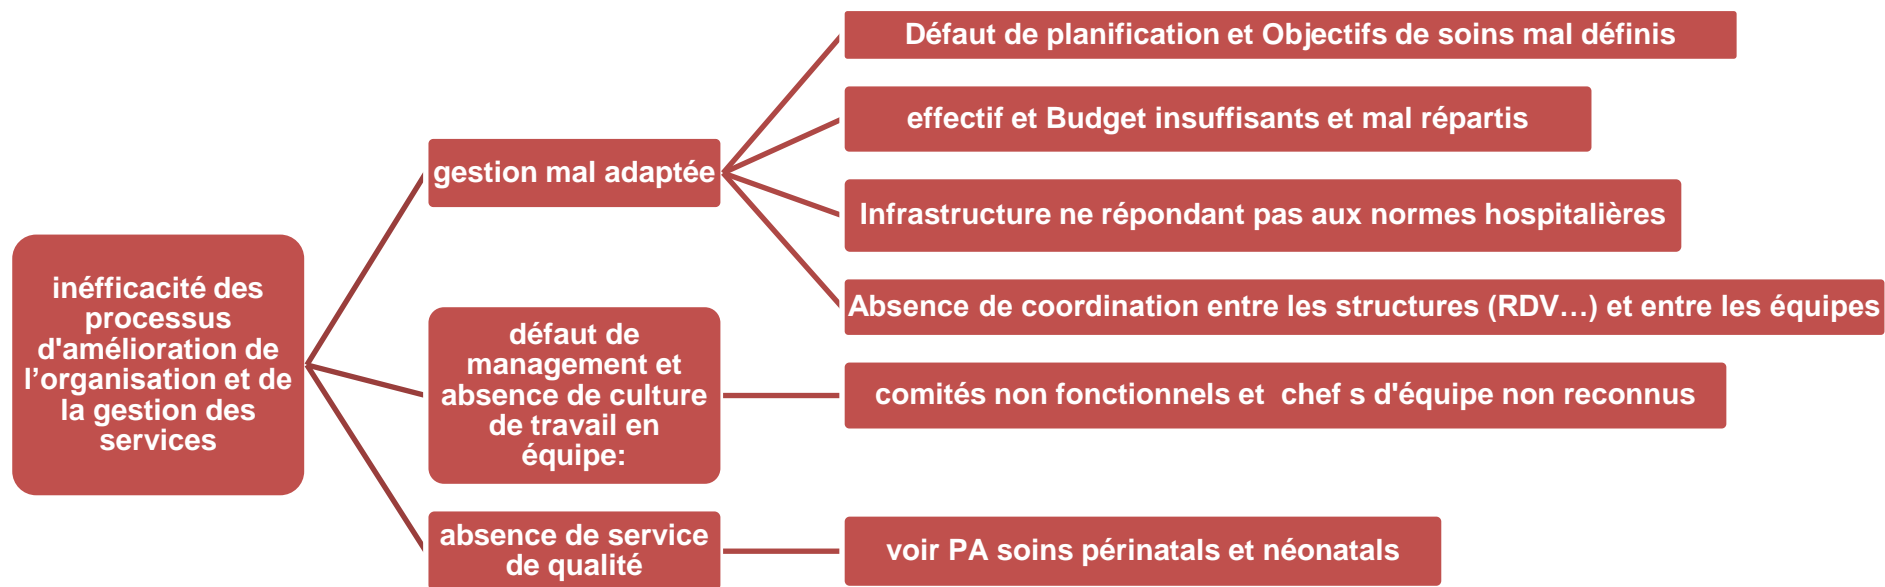 inéfficacité des
processus
d'amélioration de
l’organisation et de
la gestion des
services
gestion mal adaptée
Défaut de planification et Objectifs de soins mal définis
effectif et Budget insuffisants et mal répartis
Infrastructure ne répondant pas aux normes hospitalières
Absence de coordination entre les structures (RDV…) et entre les équipes
défaut de
management et
absence de culture
de travail en
équipe:
comités non fonctionnels et  chef s d'équipe non reconnus
absence de service
de qualité
voir PA soins périnatals et néonatals